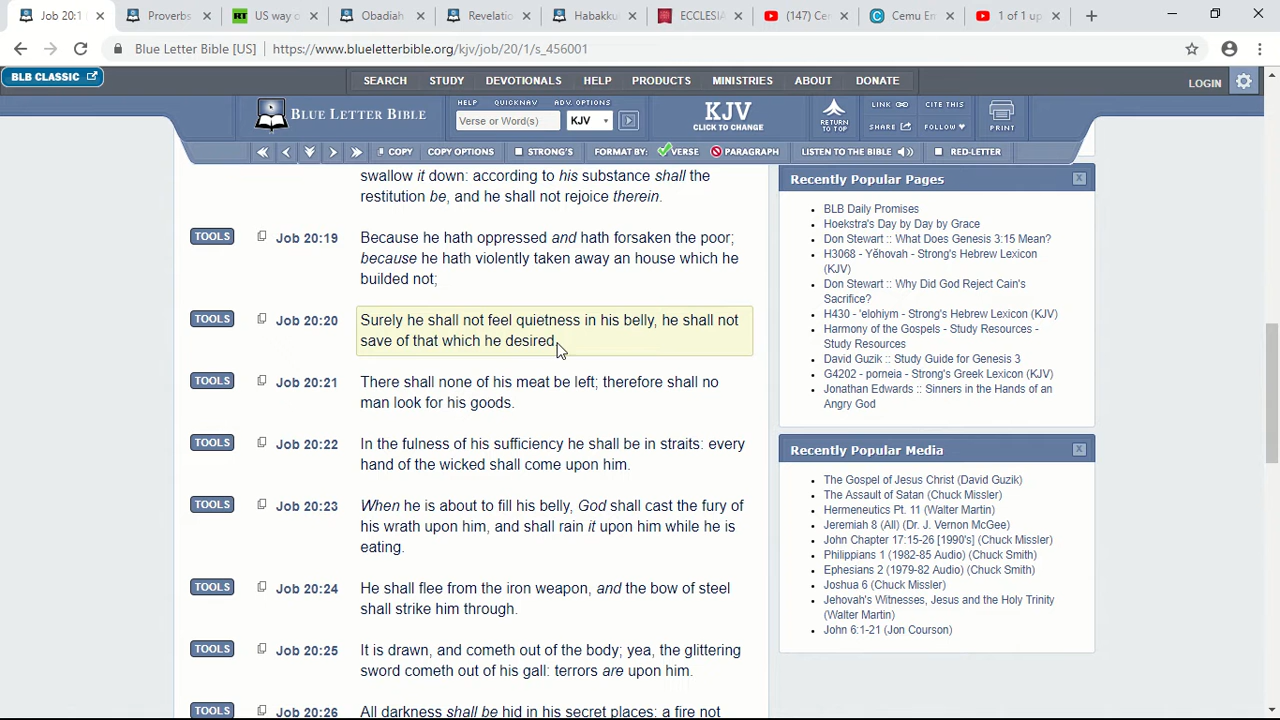 Job 20:1
Proverbs
US way o
Obadiah
Revelatio
Habakku
ECCLESIA
(147) Ce
Cemu En
1 of 1 up
Blue Letter Bible [US] https://www.blueletterbible.org/kjv/job/20/1/s_456001
BLB CLASSIC
SEARCH STUDY DEVOTIONALS HELP PRODUCTS MINISTRIES ABOUT DONATE LOGIN
BLUE LETTER BIBLE
HELP QUICKNAV ADV. OPTIONS
Verse or Word(s) KJV
KJV
CLICK TO CHANGE
RETURN
TO TOP
LINK CITE THIS
SHARE FOLLOW
PRINT
COPY COPY OPTIONS STRONG'S FORMAT BY: VERSE PARAGRAPH LISTEN TO THE BIBLE RED-LETTER
swallow it down: according to his substance shall the
restitution be, and he shall not rejoice therein.
TOOLS Job 20:19 Because he hath oppressed and hath forsaken the poor;
because he hath violently taken away an house which he
builded not;
TOOLS Job 20:20 Surely he shall not feel quietness in his belly, he shall not
save of that which he desired.
TOOLS Job 20:21 There shall none of his meat be left; therefore shall no
man look for his goods.
TOOLS Job 20:22 In the fulness of his sufficiency he shall be in straits: every
hand of the wicked shall come upon him.
TOOLS Job 20:23 When he is about to fill his belly, God shall cast the fury of
his wrath upon him, and shall rain it upon him while he is
eating.
TOOLS Job 20:24 He shall flee from the iron weapon, and the bow of steel
shall strike him through.
TOOLS Job 20:25 It is drawn, and cometh out of the body; yea, the glittering
sword cometh out of his gall: terrors are upon him.
TOOLS Job 20:26 All darkness shall be hid in his secret places: a fire not
Recently Popular Pages
BLB Daily Promises
Hoekstra's Day by Day by Grace
Don Stewart :: What Does Genesis 3:15 Mean?
H3068 - Yĕhovah - Strong's Hebrew Lexicon
(KJV)
Don Stewart :: Why Did God Reject Cain's
Sacrifice?
H430 - 'elohiym - Strong's Hebrew Lexicon (KJV)
Harmony of the Gospels - Study Resources -
Study Resources
David Guzik :: Study Guide for Genesis 3
G4202 - porneia - Strong's Greek Lexicon (KJV)
Jonathan Edwards :: Sinners in the Hands of an
Angry God
Recently Popular Media
The Gospel of Jesus Christ (David Guzik)
The Assault of Satan (Chuck Missler)
Hermeneutics Pt. 11 (Walter Martin)
Jeremiah 8 (All) (Dr. J. Vernon McGee)
John Chapter 17:15-26 [1990's] (Chuck Missler)
Philippians 1 (1982-85 Audio) (Chuck Smith)
Ephesians 2 (1979-82 Audio) (Chuck Smith)
Joshua 6 (Chuck Missler)
Jehovah's Witnesses, Jesus and the Holy Trinity
(Walter Martin)
John 6:1-21 (Jon Courson)